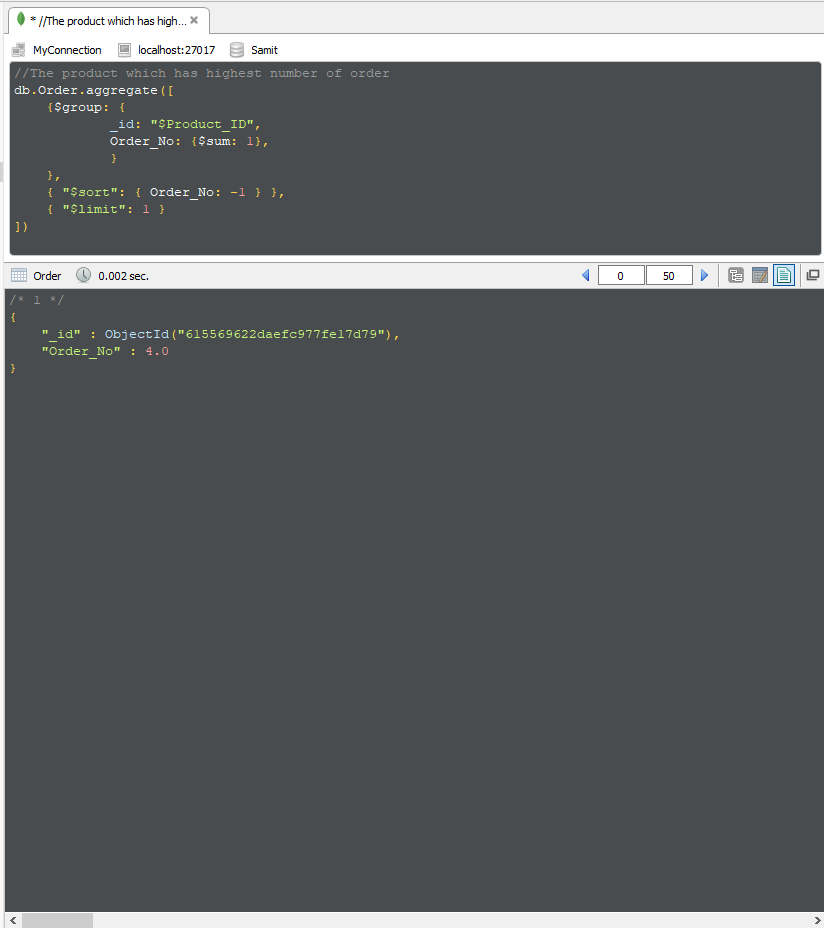 * //The product which has high...
MyConnection localhost:27017 Samit
//The product which has highest number of order
db.Order.aggregate([
    {$group: {
            _id: "$Product_ID",
            Order_No: {$sum: 1},
            }
    },
    { "$sort": { Order_No: -1 } },
    { "$limit": 1 }
])
Order 0.002 sec. 0 50
/* 1 */
{
    "_id" : ObjectId("615569622daefc977fe17d79"),
    "Order_No" : 4.0
}